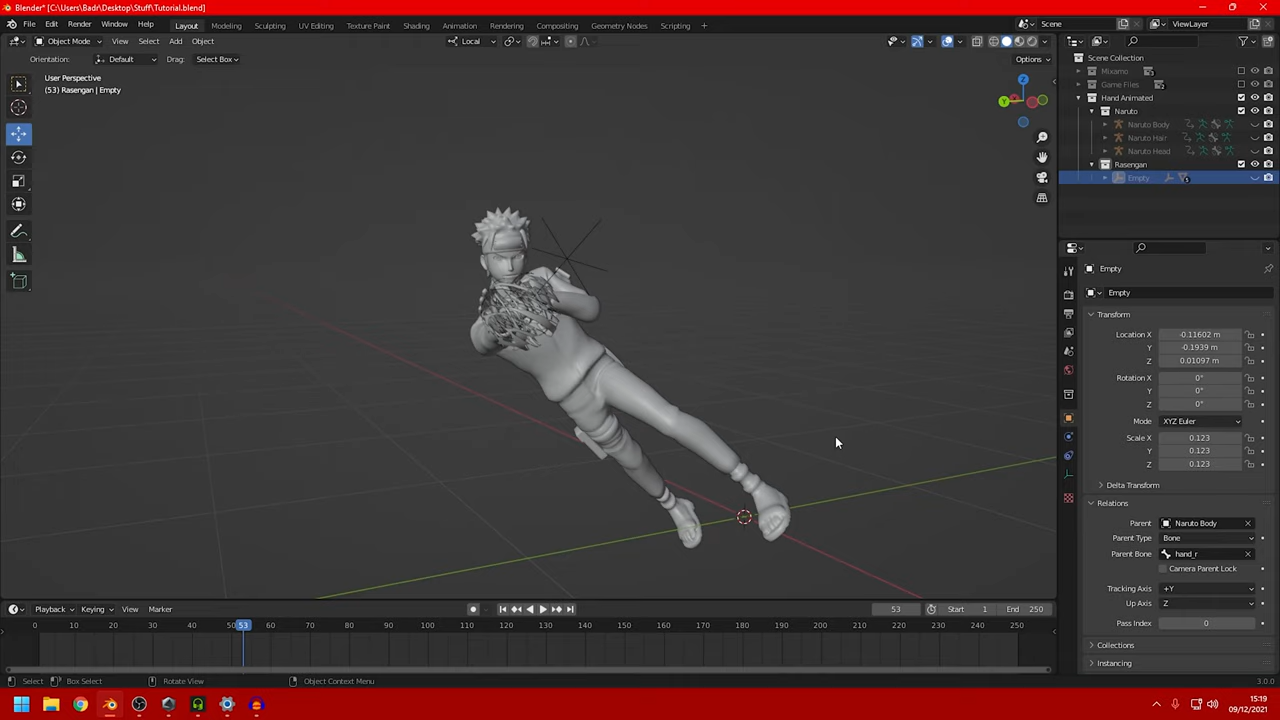 Blender* [C:\Users\Badr\Desktop\Stuff\Tutorial.blend]
File Edit Render Window Help Layout Modeling Sculpting UV Editing Texture Paint Shading Animation Rendering Compositing Geometry Nodes Scripting + Scene ViewLayer
Object Mode View Select Add Object Local
Orientation: Default Drag: Select Box Options
User Perspective
(53) Rasengan | Empty
Z
Y
Scene Collection
Mixamo
Game Files
Hand Animated
Naruto
Naruto Body
Naruto Hair
Naruto Head
Rasengan
Empty
Empty
Empty
Transform
Location X -0.11602 m
Y -0.1939 m
Z 0.01097 m
Rotation X 0°
Y 0°
Z 0°
Mode XYZ Euler
Scale X 0.123
Y 0.123
Z 0.123
Delta Transform
Relations
Parent Naruto Body
Parent Type Bone
Parent Bone hand_r
Camera Parent Lock
Tracking Axis +Y
Up Axis Z
Pass Index 0
Collections
Instancing
Playback Keying View Marker 53 Start 1 End 250
0 10 20 30 40 50 53 60 70 80 90 100 110 120 130 140 150 160 170 180 190 200 210 220 230 240 250
Select Box Select Rotate View Object Context Menu 3.0.0
15:19
09/12/2021